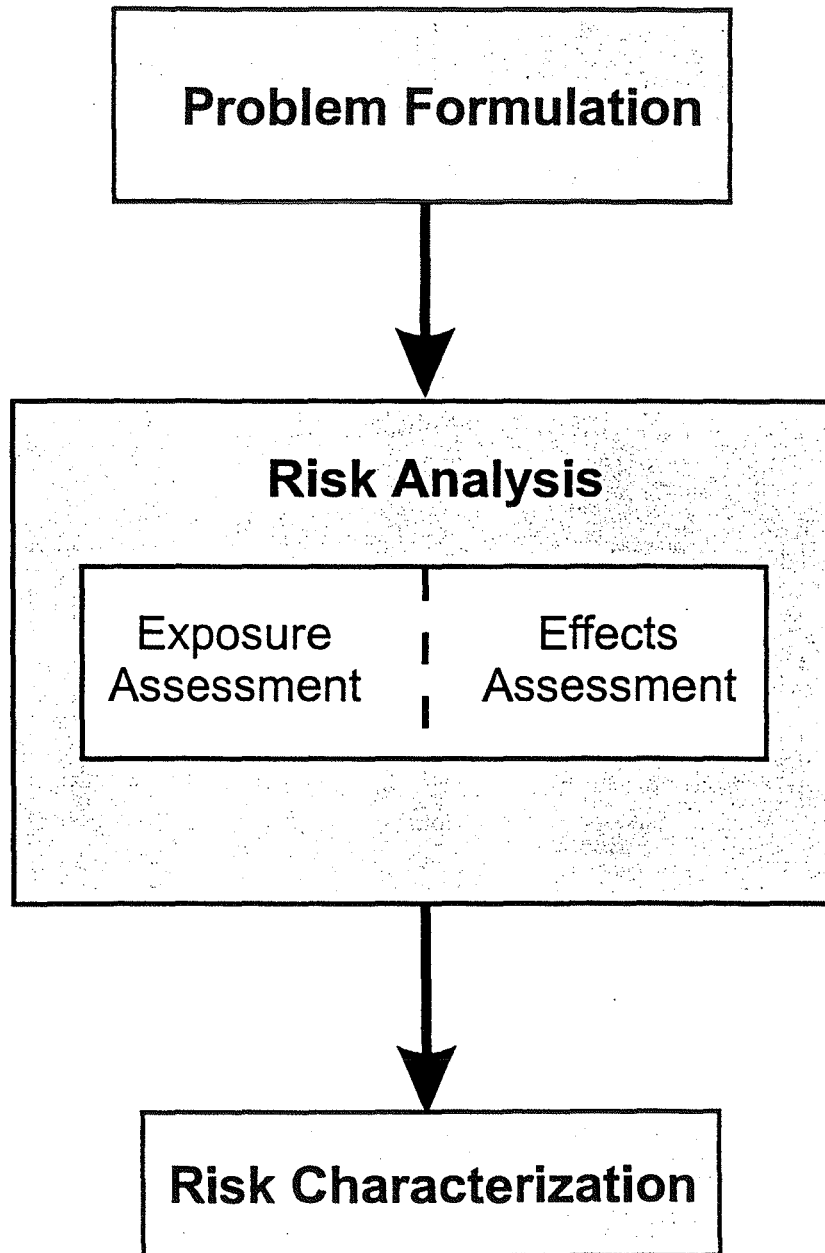 Problem Formulation
Risk Analysis
Exposure
Assessment
Effects
Assessment
Risk Characterization